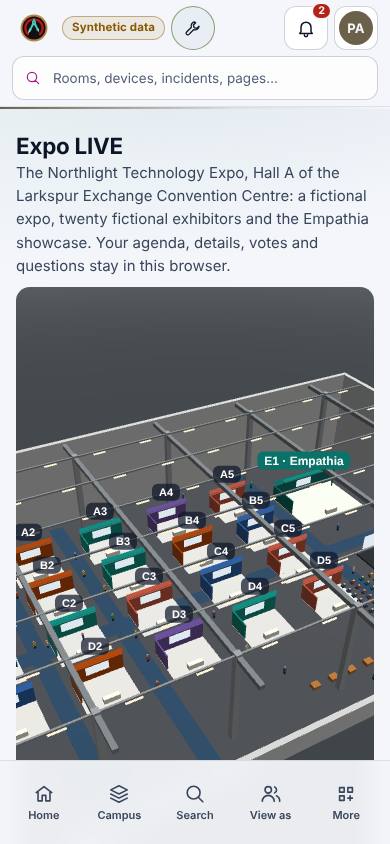 Synthetic data
2
PA
Rooms, devices, incidents, pages...
Expo LIVE
The Northlight Technology Expo, Hall A of the
Larkspur Exchange Convention Centre: a fictional
expo, twenty fictional exhibitors and the Empathia
showcase. Your agenda, details, votes and
questions stay in this browser.
E1 · Empathia
A5
A4
B5
A3
B4
C5
A2
B3
C4
D5
B2
C3
D4
C2
D3
D2
Home
Campus
Search
View as
More